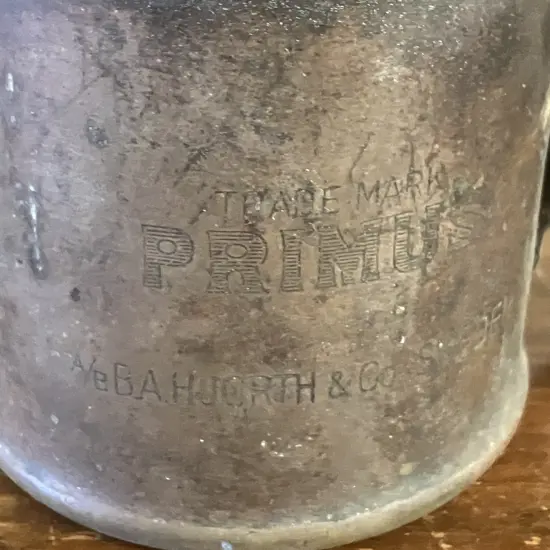 TRADE MARK
PRIMUS
A/B B.A. HJORTH & Co